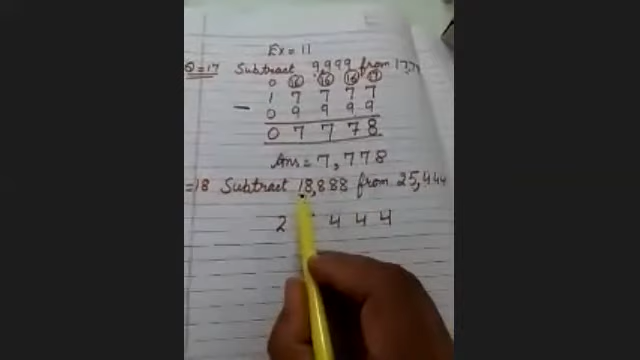 Ex = 11
Q=17 Subtract 9,999 from 17,77
0 16 16 16 17
1 7 7 7 7
- 0 9 9 9 9
0 7 7 7 8
Ans = 7,778
=18 Subtract 18,888 from 25,444
2 4 4 4